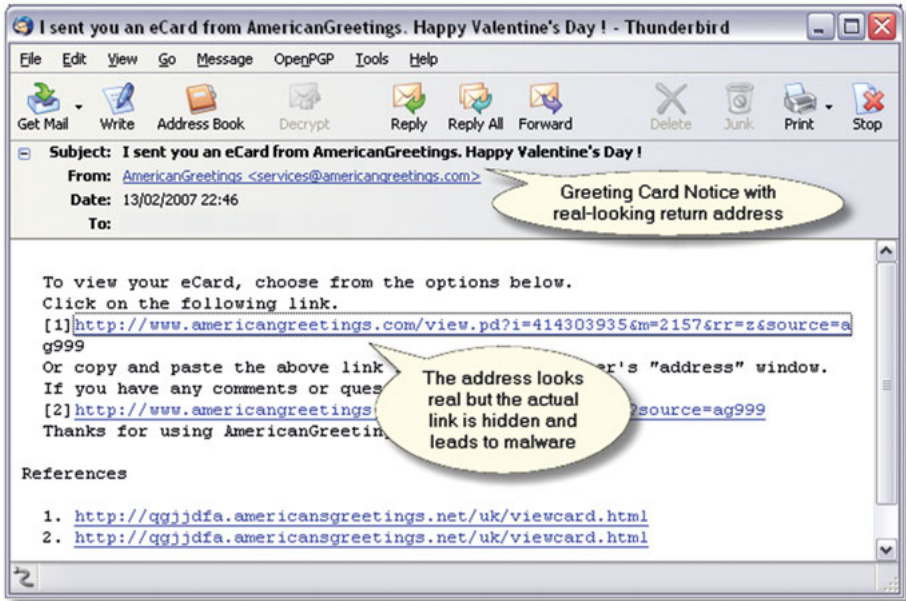 I sent you an eCard from AmericanGreetings. Happy Valentine's Day ! - Thunderbird
File Edit View Go Message OpenPGP Tools Help
Get Mail Write Address Book Decrypt Reply Reply All Forward Delete Junk Print Stop
Subject: I sent you an eCard from AmericanGreetings. Happy Valentine's Day !
From: AmericanGreetings <services@americangreetings.com>
Date: 13/02/2007 22:46
To:
Greeting Card Notice with
real-looking return address
To view your eCard, choose from the options below.
Click on the following link.
[1]http://www.americangreetings.com/view.pd?i=414303935&m=2157&rr=z&source=a
g999
Or copy and paste the above link er's "address" window.
If you have any comments or ques
[2]http://www.americangreetings ?source=ag999
Thanks for using AmericanGreetin
The address looks
real but the actual
link is hidden and
leads to malware
References
1. http://qgjjdfa.americansgreetings.net/uk/viewcard.html
2. http://qgjjdfa.americansgreetings.net/uk/viewcard.html